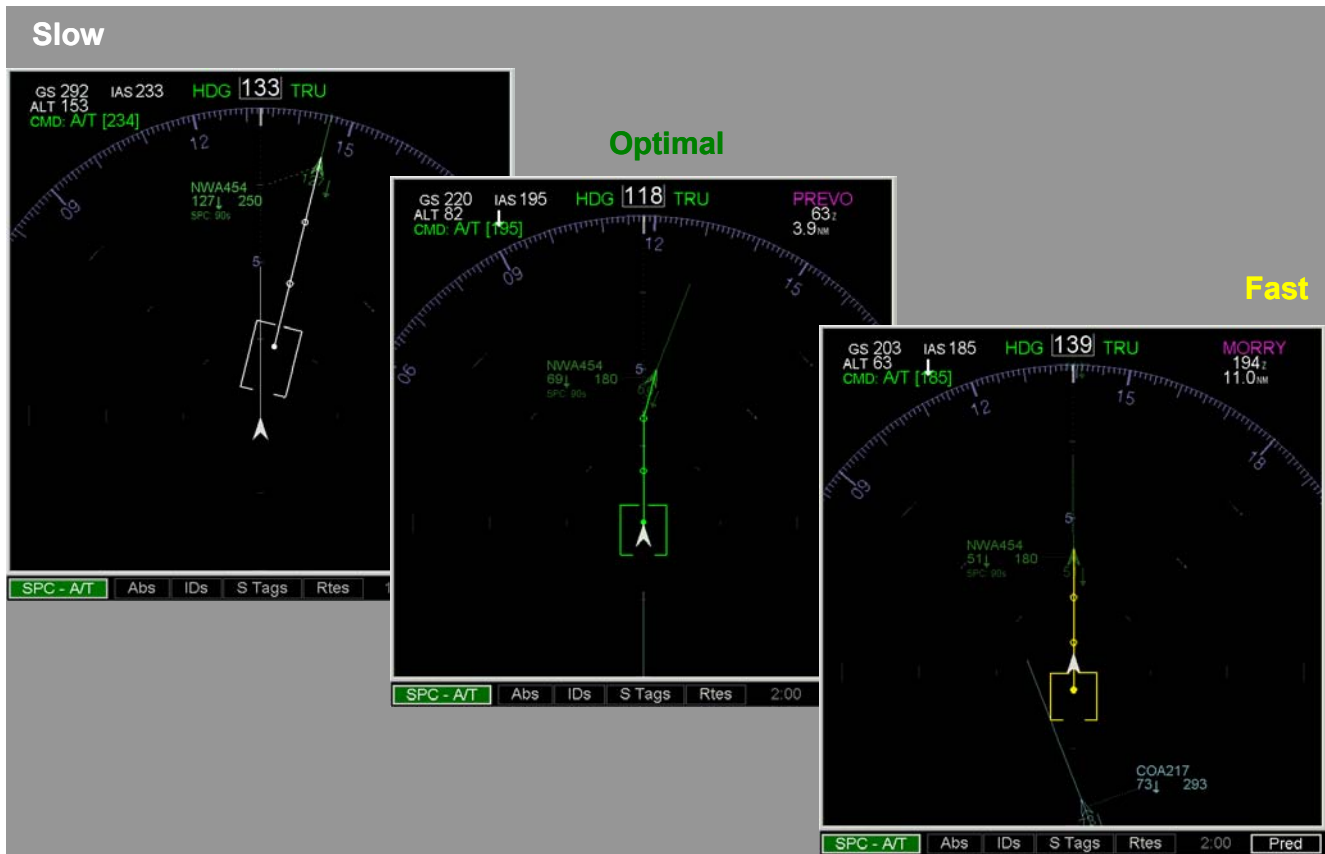 Slow
GS 292 IAS 233 HDG 133 TRU
ALT 153
CMD: A/T [234]
12 15
09
NWA454
127↓ 250
SPC: 90s
5
SPC - A/T Abs IDs S Tags Rtes
Optimal
GS 220 IAS 195 HDG 118 TRU PREVO
ALT 82 63z
CMD: A/T [195] 3.9NM
12
09 15
06
NWA454 5
69↓ 180
SPC: 90s
SPC - A/T Abs IDs S Tags Rtes 2:00
Fast
GS 203 IAS 185 HDG 139 TRU MORRY
ALT 63 194z
CMD: A/T [185] 11.0NM
12 15
09 18
5
NWA454
51↓ 180
SPC: 90s
COA217
73↓ 293
SPC - A/T Abs IDs S Tags Rtes 2:00 Pred